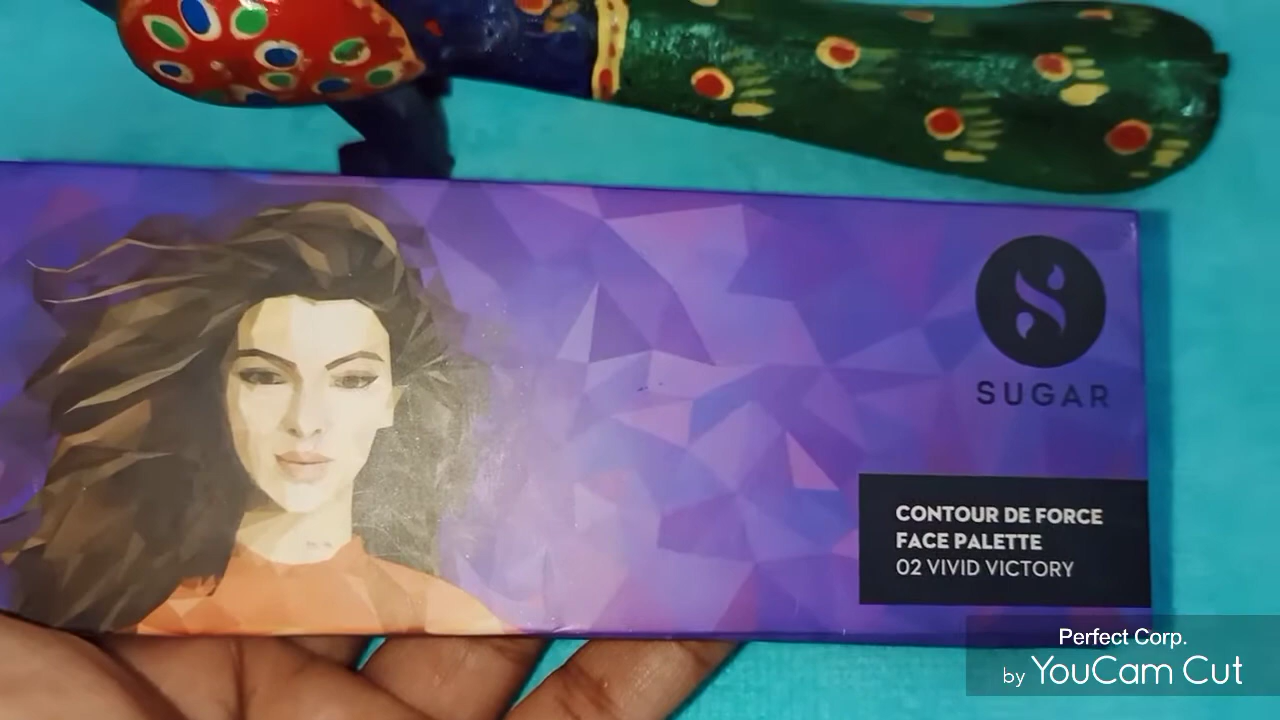 SUGAR
CONTOUR DE FORCE
FACE PALETTE
02 VIVID VICTORY
Perfect Corp.
by YouCam Cut